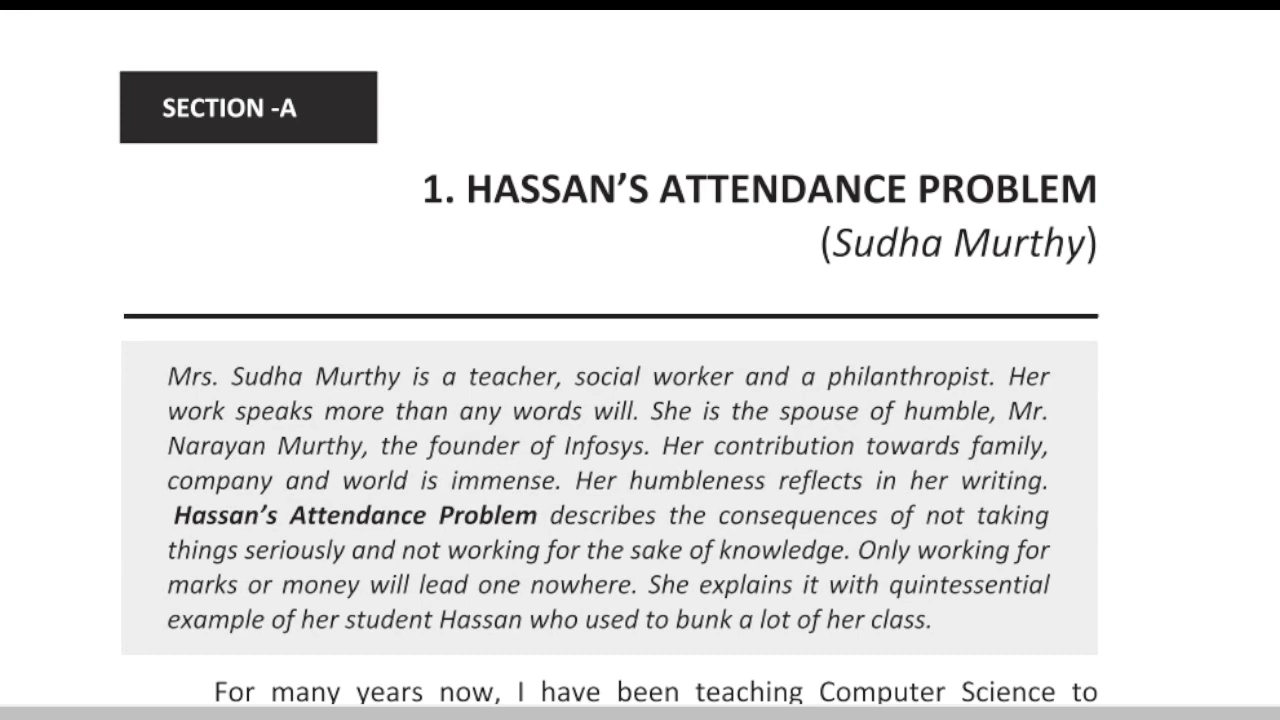 SECTION -A
1. HASSAN’S ATTENDANCE PROBLEM
(Sudha Murthy)
Mrs. Sudha Murthy is a teacher, social worker and a philanthropist. Her
work speaks more than any words will. She is the spouse of humble, Mr.
Narayan Murthy, the founder of Infosys. Her contribution towards family,
company and world is immense. Her humbleness reflects in her writing.
Hassan’s Attendance Problem describes the consequences of not taking
things seriously and not working for the sake of knowledge. Only working for
marks or money will lead one nowhere. She explains it with quintessential
example of her student Hassan who used to bunk a lot of her class.
For many years now, I have been teaching Computer Science to